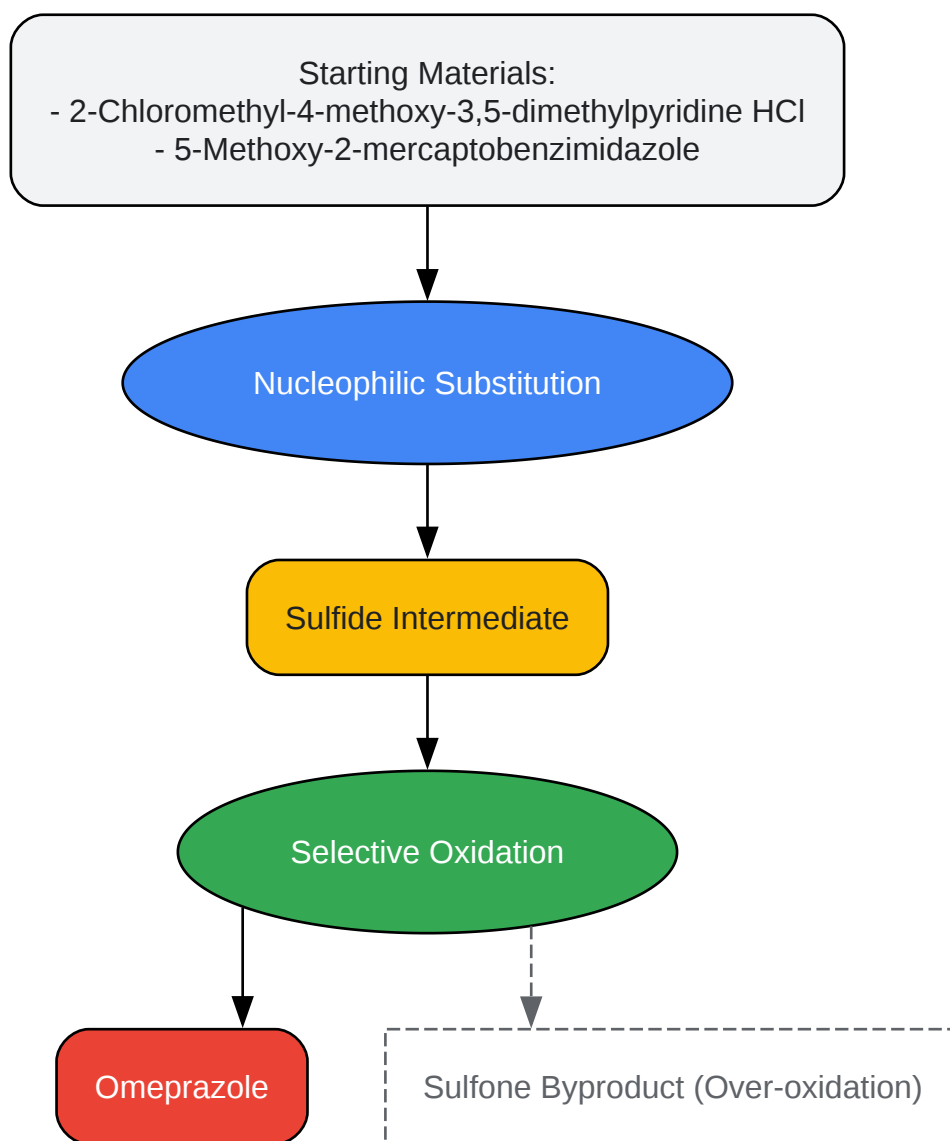 Starting Materials:
- 2-Chloromethyl-4-methoxy-3,5-dimethylpyridine HCl
- 5-Methoxy-2-mercaptobenzimidazole
Nucleophilic Substitution
Sulfide Intermediate
Selective Oxidation
Omeprazole
Sulfone Byproduct (Over-oxidation)